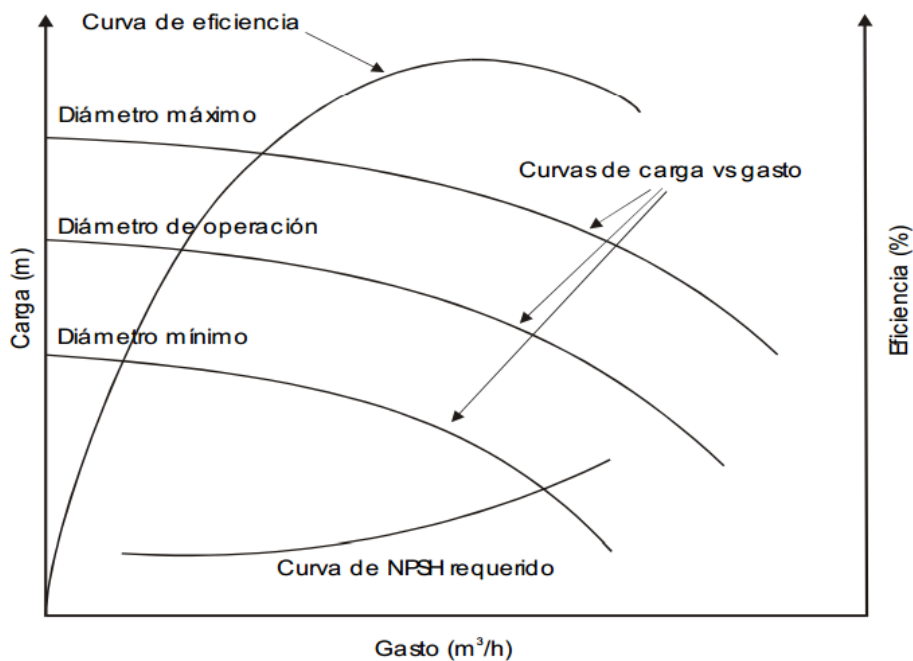 Curva de eficiencia
Diámetro máximo
Curvas de carga vs gasto
Diámetro de operación
Diámetro mínimo
Carga (m)
Eficiencia (%)
Curva de NPSH requerido
Gasto (m³/h)